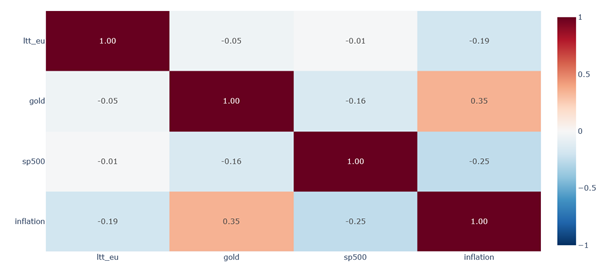 ltt_eu 1.00 -0.05 -0.01 -0.19
gold -0.05 1.00 -0.16 0.35
sp500 -0.01 -0.16 1.00 -0.25
inflation -0.19 0.35 -0.25 1.00
ltt_eu gold sp500 inflation
1
0.5
0
−0.5
−1